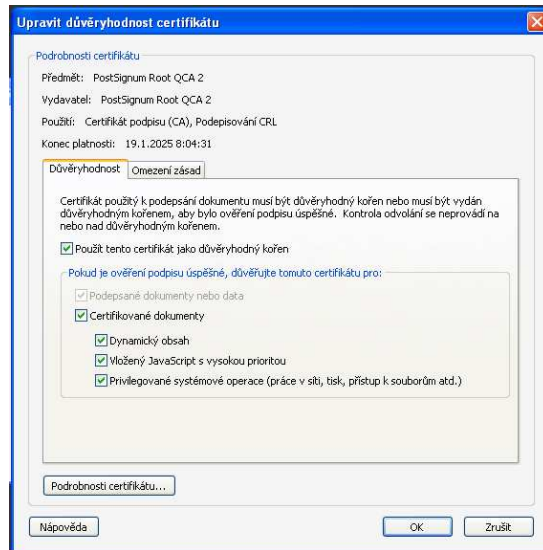 Upravit důvěryhodnost certifikátu
Podrobnosti certifikátu
Předmět: PostSignum Root QCA 2
Vydavatel: PostSignum Root QCA 2
Použití: Certifikát podpisu (CA), Podepisování CRL
Konec platnosti: 19.1.2025 8:04:31
Důvěryhodnost Omezení zásad
Certifikát použitý k podepsání dokumentu musí být důvěryhodný kořen nebo musí být vydán
důvěryhodným kořenem, aby bylo ověření podpisu úspěšné. Kontrola odvolání se neprovádí na
nebo nad důvěryhodným kořenem.
Použít tento certifikát jako důvěryhodný kořen
Pokud je ověření podpisu úspěšné, důvěřujte tomuto certifikátu pro:
Podepsané dokumenty nebo data
Certifikované dokumenty
Dynamický obsah
Vložený JavaScript s vysokou prioritou
Privilegované systémové operace (práce v síti, tisk, přístup k souborům atd.)
Podrobnosti certifikátu...
Nápověda OK Zrušit